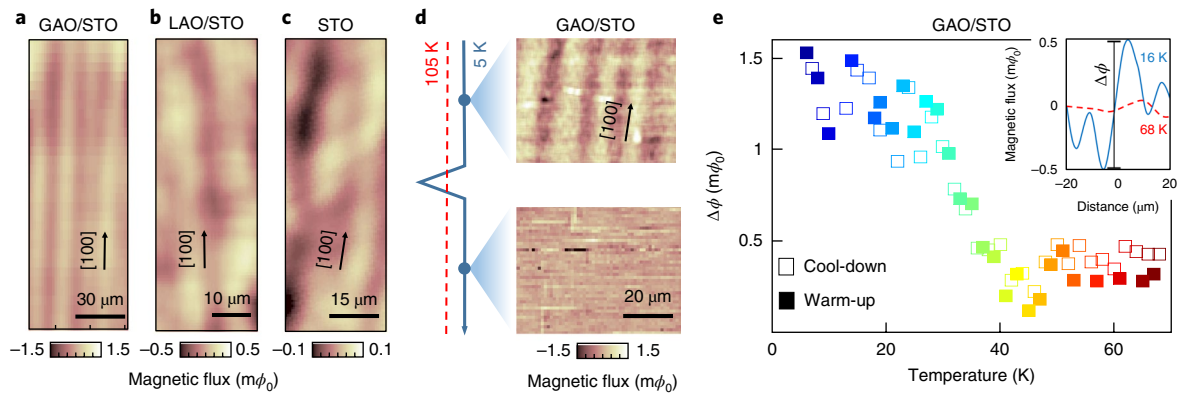 a
GAO/STO
[100]
30 μm
–1.5 1.5
b
LAO/STO
[100]
10 μm
–0.5 0.5
c
STO
[100]
15 μm
–0.1 0.1
Magnetic flux (mϕ0)
d
GAO/STO
105 K
5 K
[100]
20 μm
–1.5 1.5
Magnetic flux (mϕ0)
e
GAO/STO
Δϕ (mϕ0)
1.5
1
0.5
0
0 20 40 60
Temperature (K)
Cool-down
Warm-up
Magnetic flux (mϕ0)
0.5
0
–0.5
Δϕ
16 K
68 K
–20 0 20
Distance (μm)